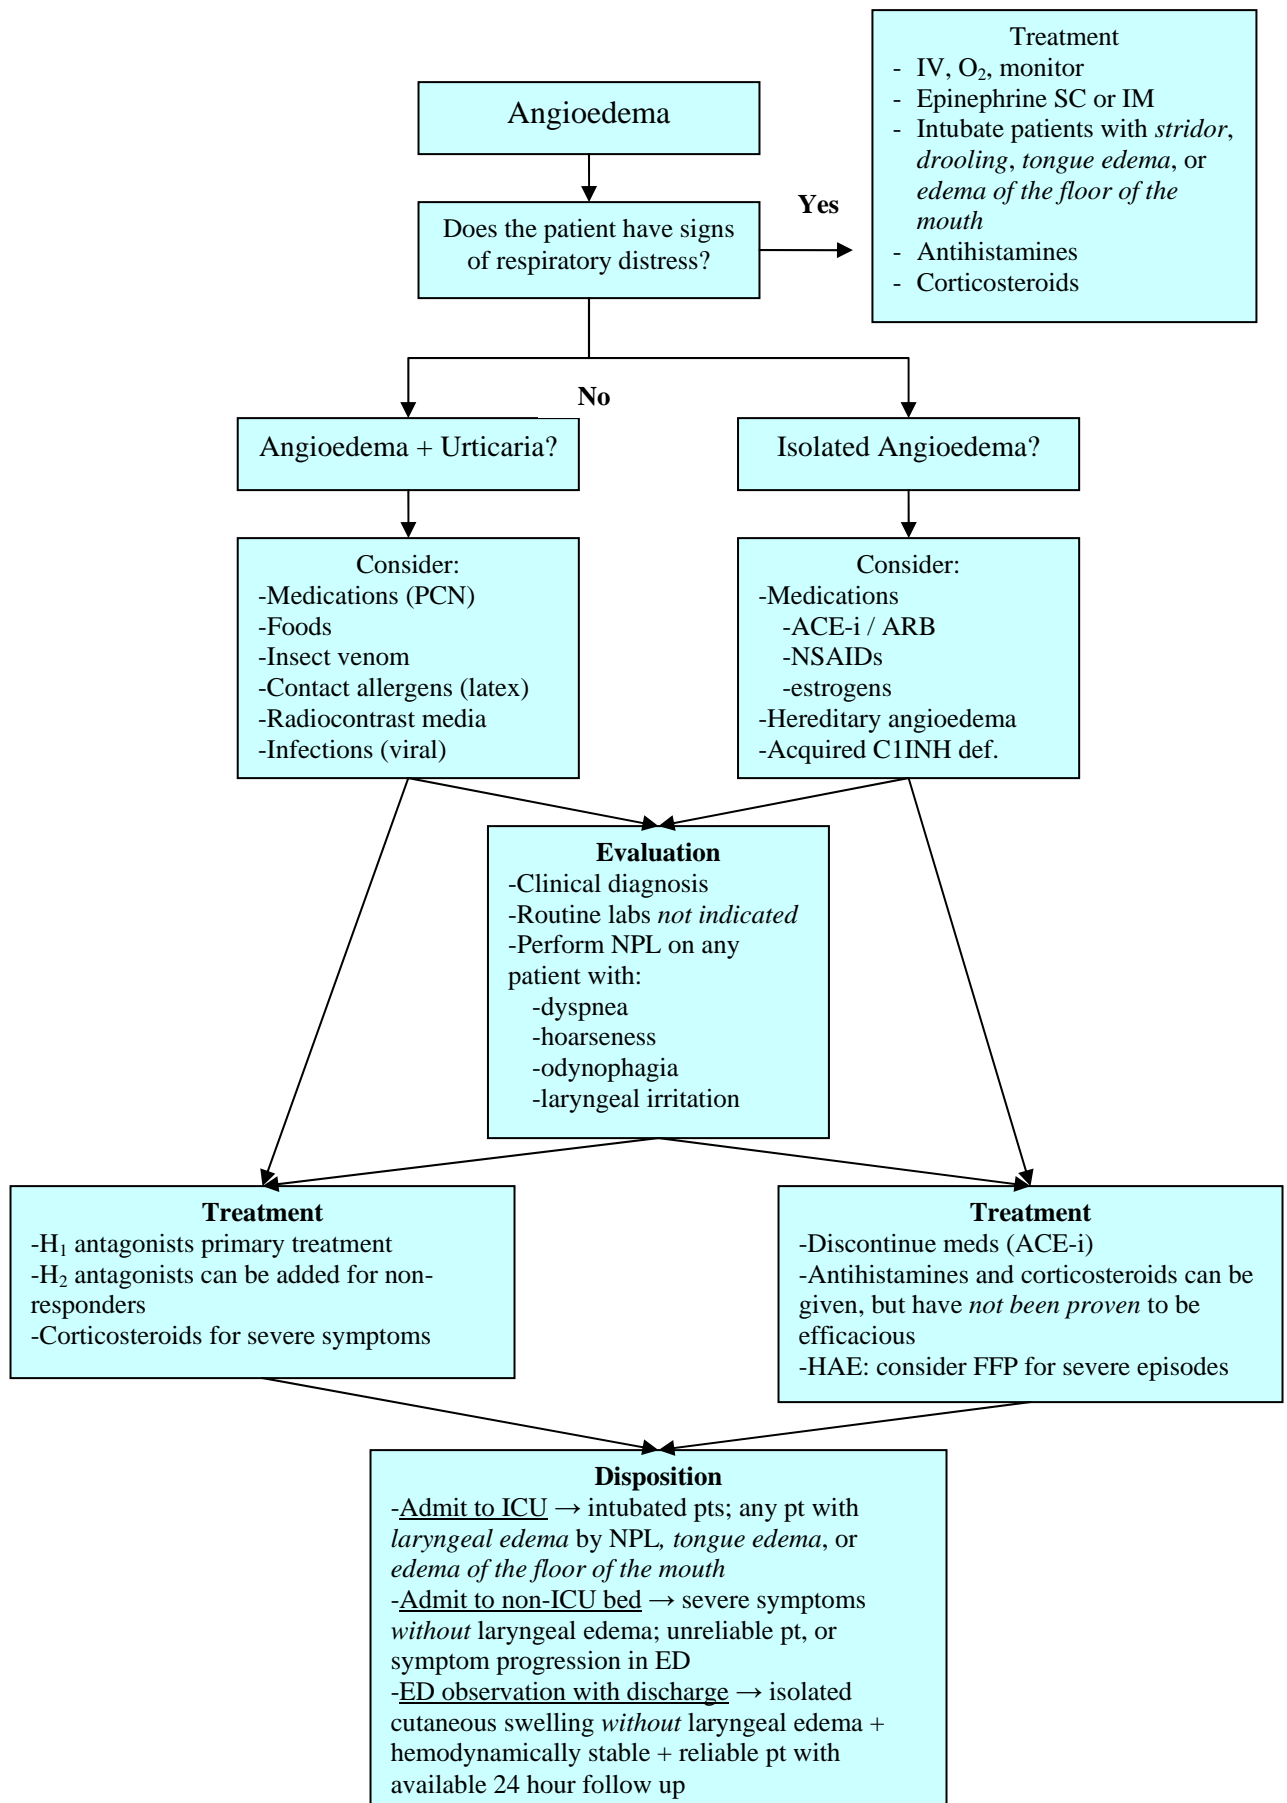 Angioedema
Does the patient have signs
of respiratory distress?
Yes
Treatment
- IV, O₂, monitor
- Epinephrine SC or IM
- Intubate patients with stridor,
drooling, tongue edema, or
edema of the floor of the
mouth
- Antihistamines
- Corticosteroids
No
Angioedema + Urticaria?
Isolated Angioedema?
Consider:
-Medications (PCN)
-Foods
-Insect venom
-Contact allergens (latex)
-Radiocontrast media
-Infections (viral)
Consider:
-Medications
-ACE-i / ARB
-NSAIDs
-estrogens
-Hereditary angioedema
-Acquired C1INH def.
Evaluation
-Clinical diagnosis
-Routine labs not indicated
-Perform NPL on any
patient with:
-dyspnea
-hoarseness
-odynophagia
-laryngeal irritation
Treatment
-H₁ antagonists primary treatment
-H₂ antagonists can be added for non-
responders
-Corticosteroids for severe symptoms
Treatment
-Discontinue meds (ACE-i)
-Antihistamines and corticosteroids can be
given, but have not been proven to be
efficacious
-HAE: consider FFP for severe episodes
Disposition
-Admit to ICU → intubated pts; any pt with
laryngeal edema by NPL, tongue edema, or
edema of the floor of the mouth
-Admit to non-ICU bed → severe symptoms
without laryngeal edema; unreliable pt, or
symptom progression in ED
-ED observation with discharge → isolated
cutaneous swelling without laryngeal edema +
hemodynamically stable + reliable pt with
available 24 hour follow up